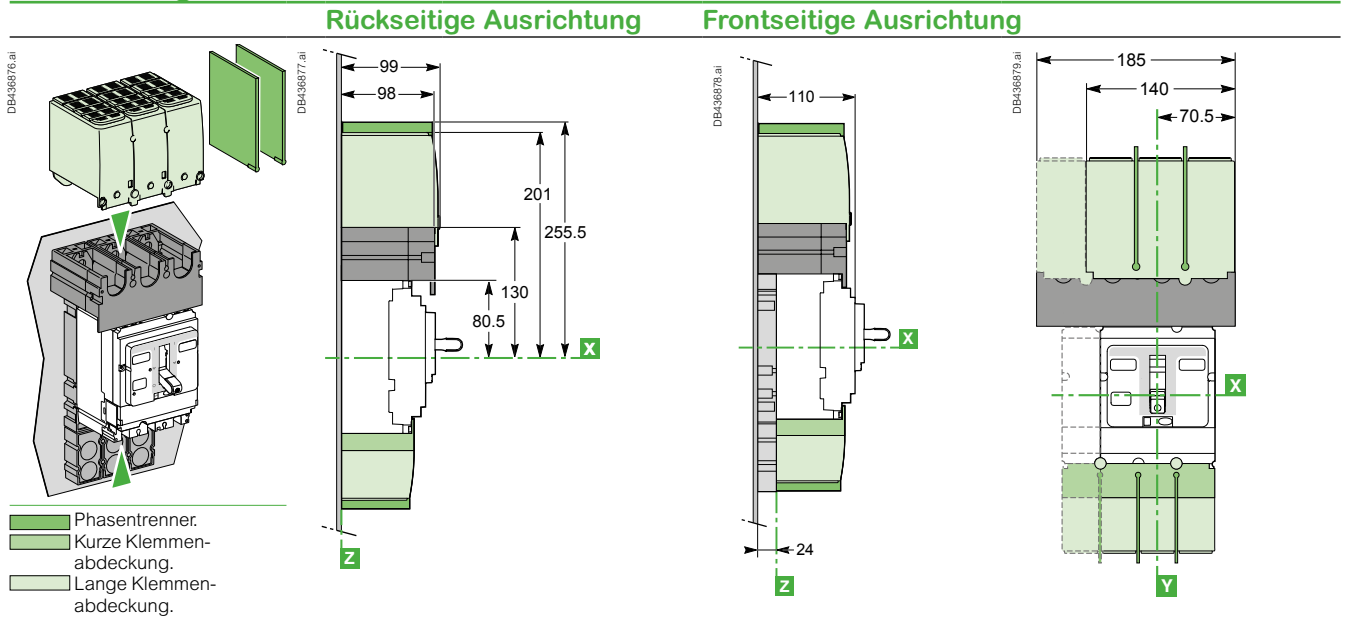 Rückseitige Ausrichtung
Frontseitige Ausrichtung
DB436876.ai
DB436877.ai
99
98
201
255.5
130
80.5
X
Z
DB436878.ai
110
X
24
Z
DB436879.ai
185
140
70.5
X
Y
Phasentrenner.
Kurze Klemmen-
abdeckung.
Lange Klemmen-
abdeckung.